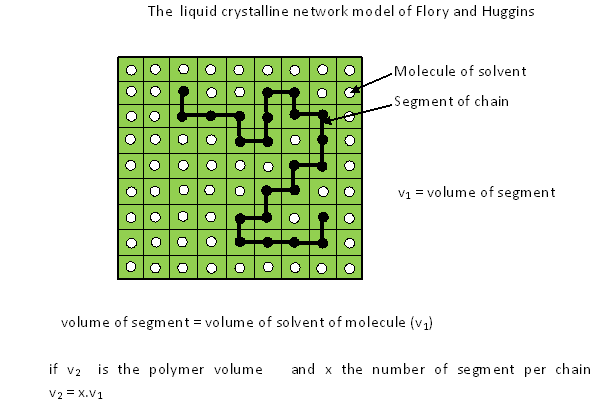 The liquid crystalline network model of Flory and Huggins
Molecule of solvent
Segment of chain
v₁ = volume of segment
volume of segment = volume of solvent of molecule (v₁)
if v₂ is the polymer volume and x the number of segment per chain
v₂ = x.v₁